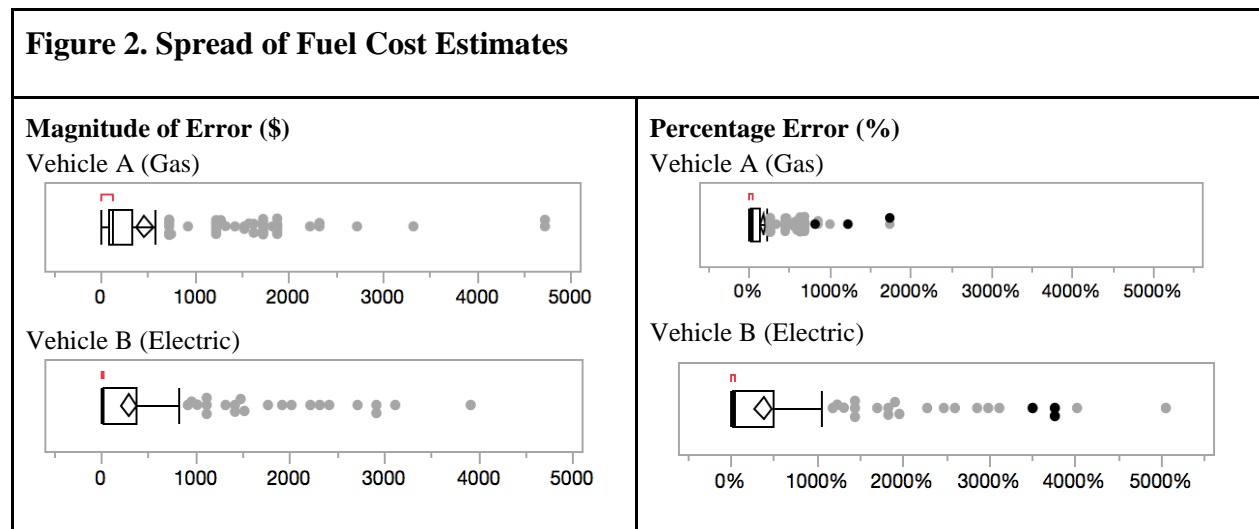 Figure 2. Spread of Fuel Cost Estimates
Magnitude of Error ($)
Vehicle A (Gas)
0 1000 2000 3000 4000 5000
Vehicle B (Electric)
0 1000 2000 3000 4000 5000
Percentage Error (%)
Vehicle A (Gas)
0% 1000% 2000% 3000% 4000% 5000%
Vehicle B (Electric)
0% 1000% 2000% 3000% 4000% 5000%